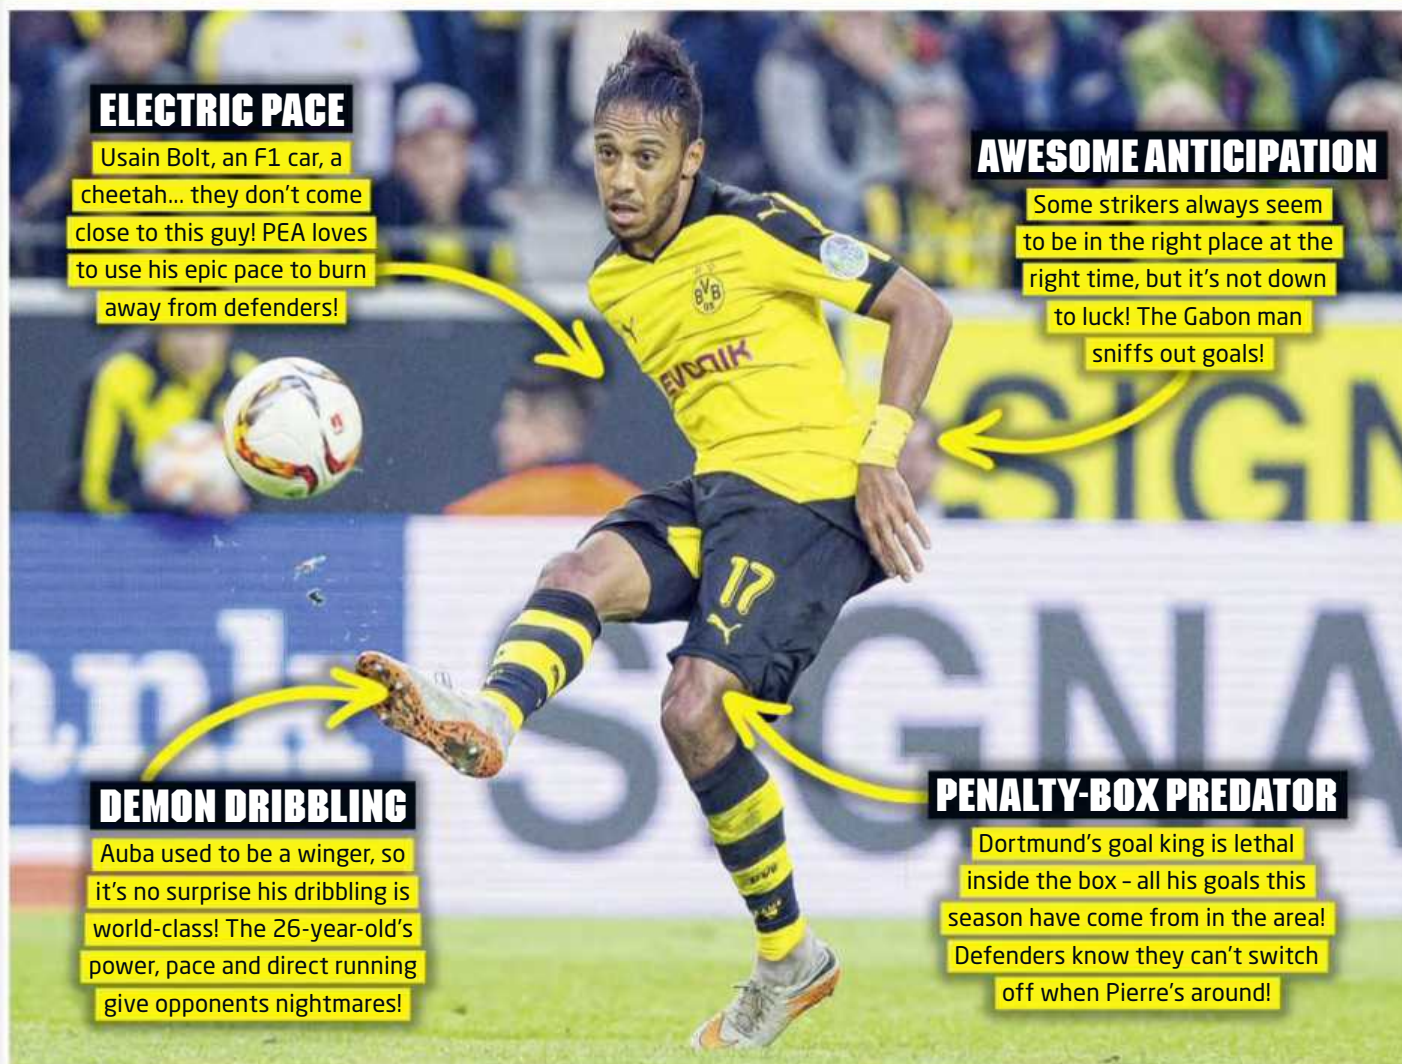 ELECTRIC PACE
Usain Bolt, an F1 car, a
cheetah... they don't come
close to this guy! PEA loves
to use his epic pace to burn
away from defenders!
AWESOME ANTICIPATION
Some strikers always seem
to be in the right place at the
right time, but it's not down
to luck! The Gabon man
sniffs out goals!
BVB
09
EVONIK
SIGN
17
ank
SIGNA
DEMON DRIBBLING
Auba used to be a winger, so
it's no surprise his dribbling is
world-class! The 26-year-old's
power, pace and direct running
give opponents nightmares!
PENALTY-BOX PREDATOR
Dortmund's goal king is lethal
inside the box – all his goals this
season have come from in the area!
Defenders know they can't switch
off when Pierre's around!